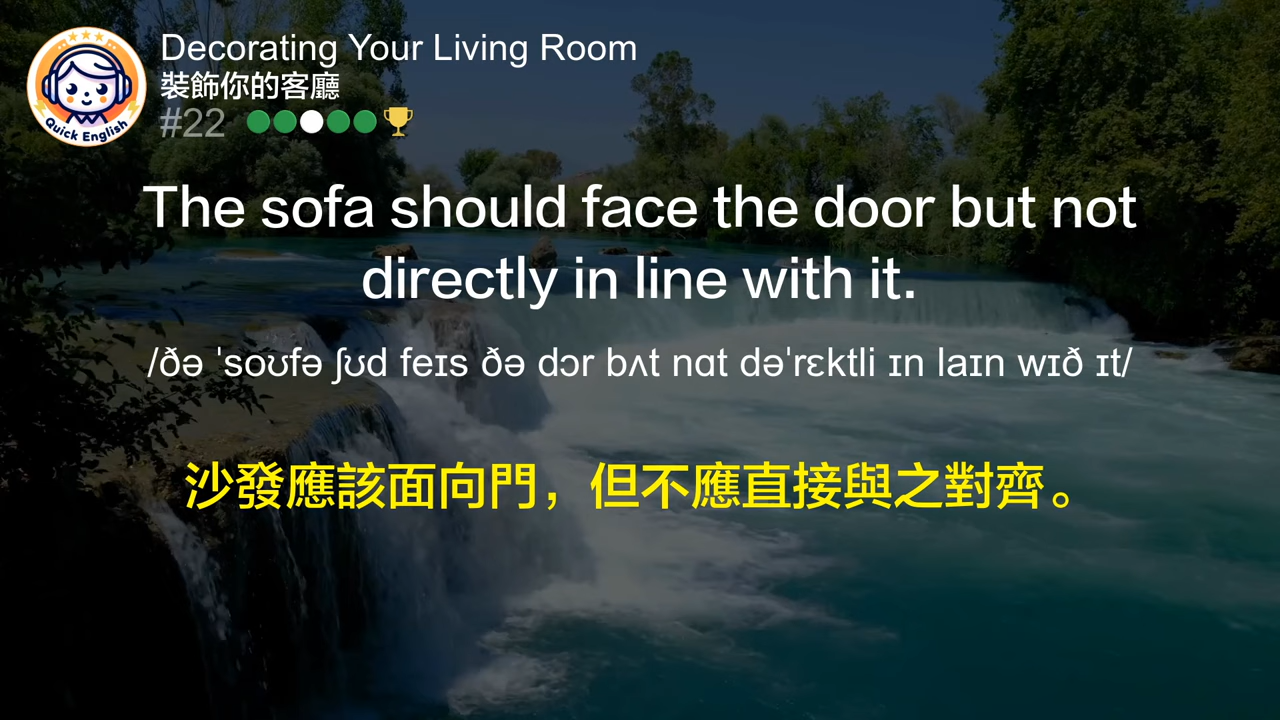 Quick English
Decorating Your Living Room
裝飾你的客廳
#22
The sofa should face the door but not
directly in line with it.
/ðə ˈsoʊfə ʃʊd feɪs ðə dɔr bʌt nɑt dəˈrɛktli ɪn laɪn wɪð ɪt/
沙發應該面向門，但不應直接與之對齊。